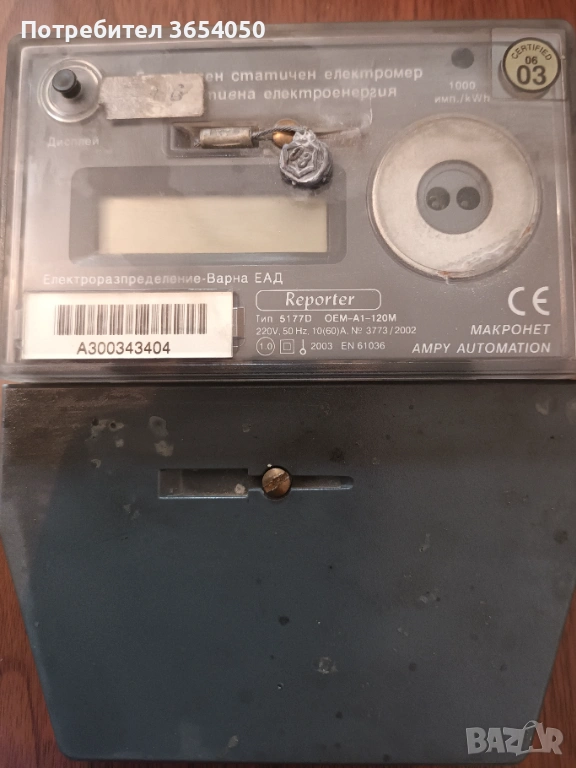 Потребител 3654050
CERTIFIED
06
03
статичен електромер
електроенергия
1000
имп./kWh
Дисплей
Електроразпределение-Варна ЕАД
Reporter
Тип 5177D OEM-A1-120M
220V, 50 Hz, 10(60)A, № 3773 / 2002
1.0 2003 EN 61036
CE
МАКРОНЕТ
AMPY AUTOMATION
A300343404
BAZAR